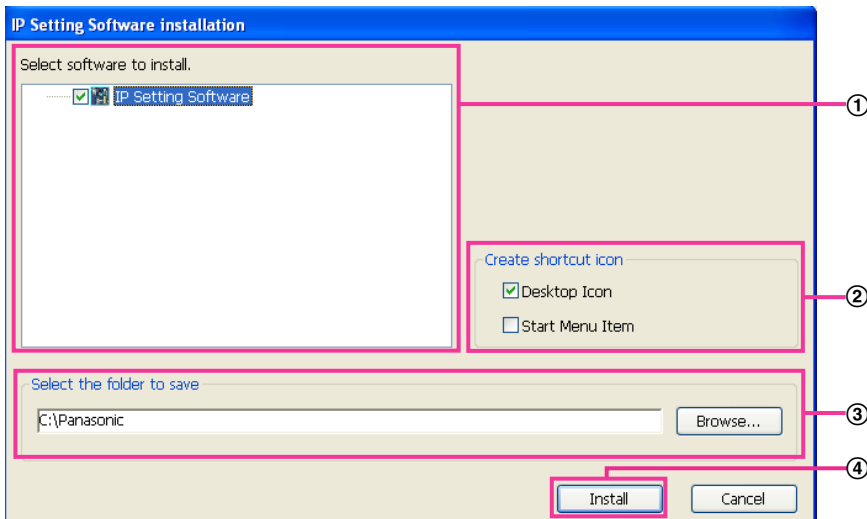 IP Setting Software installation
Select software to install.
IP Setting Software
①
Create shortcut icon
Desktop Icon
②
Start Menu Item
Select the folder to save
C:\Panasonic
Browse...
③
④
Install
Cancel